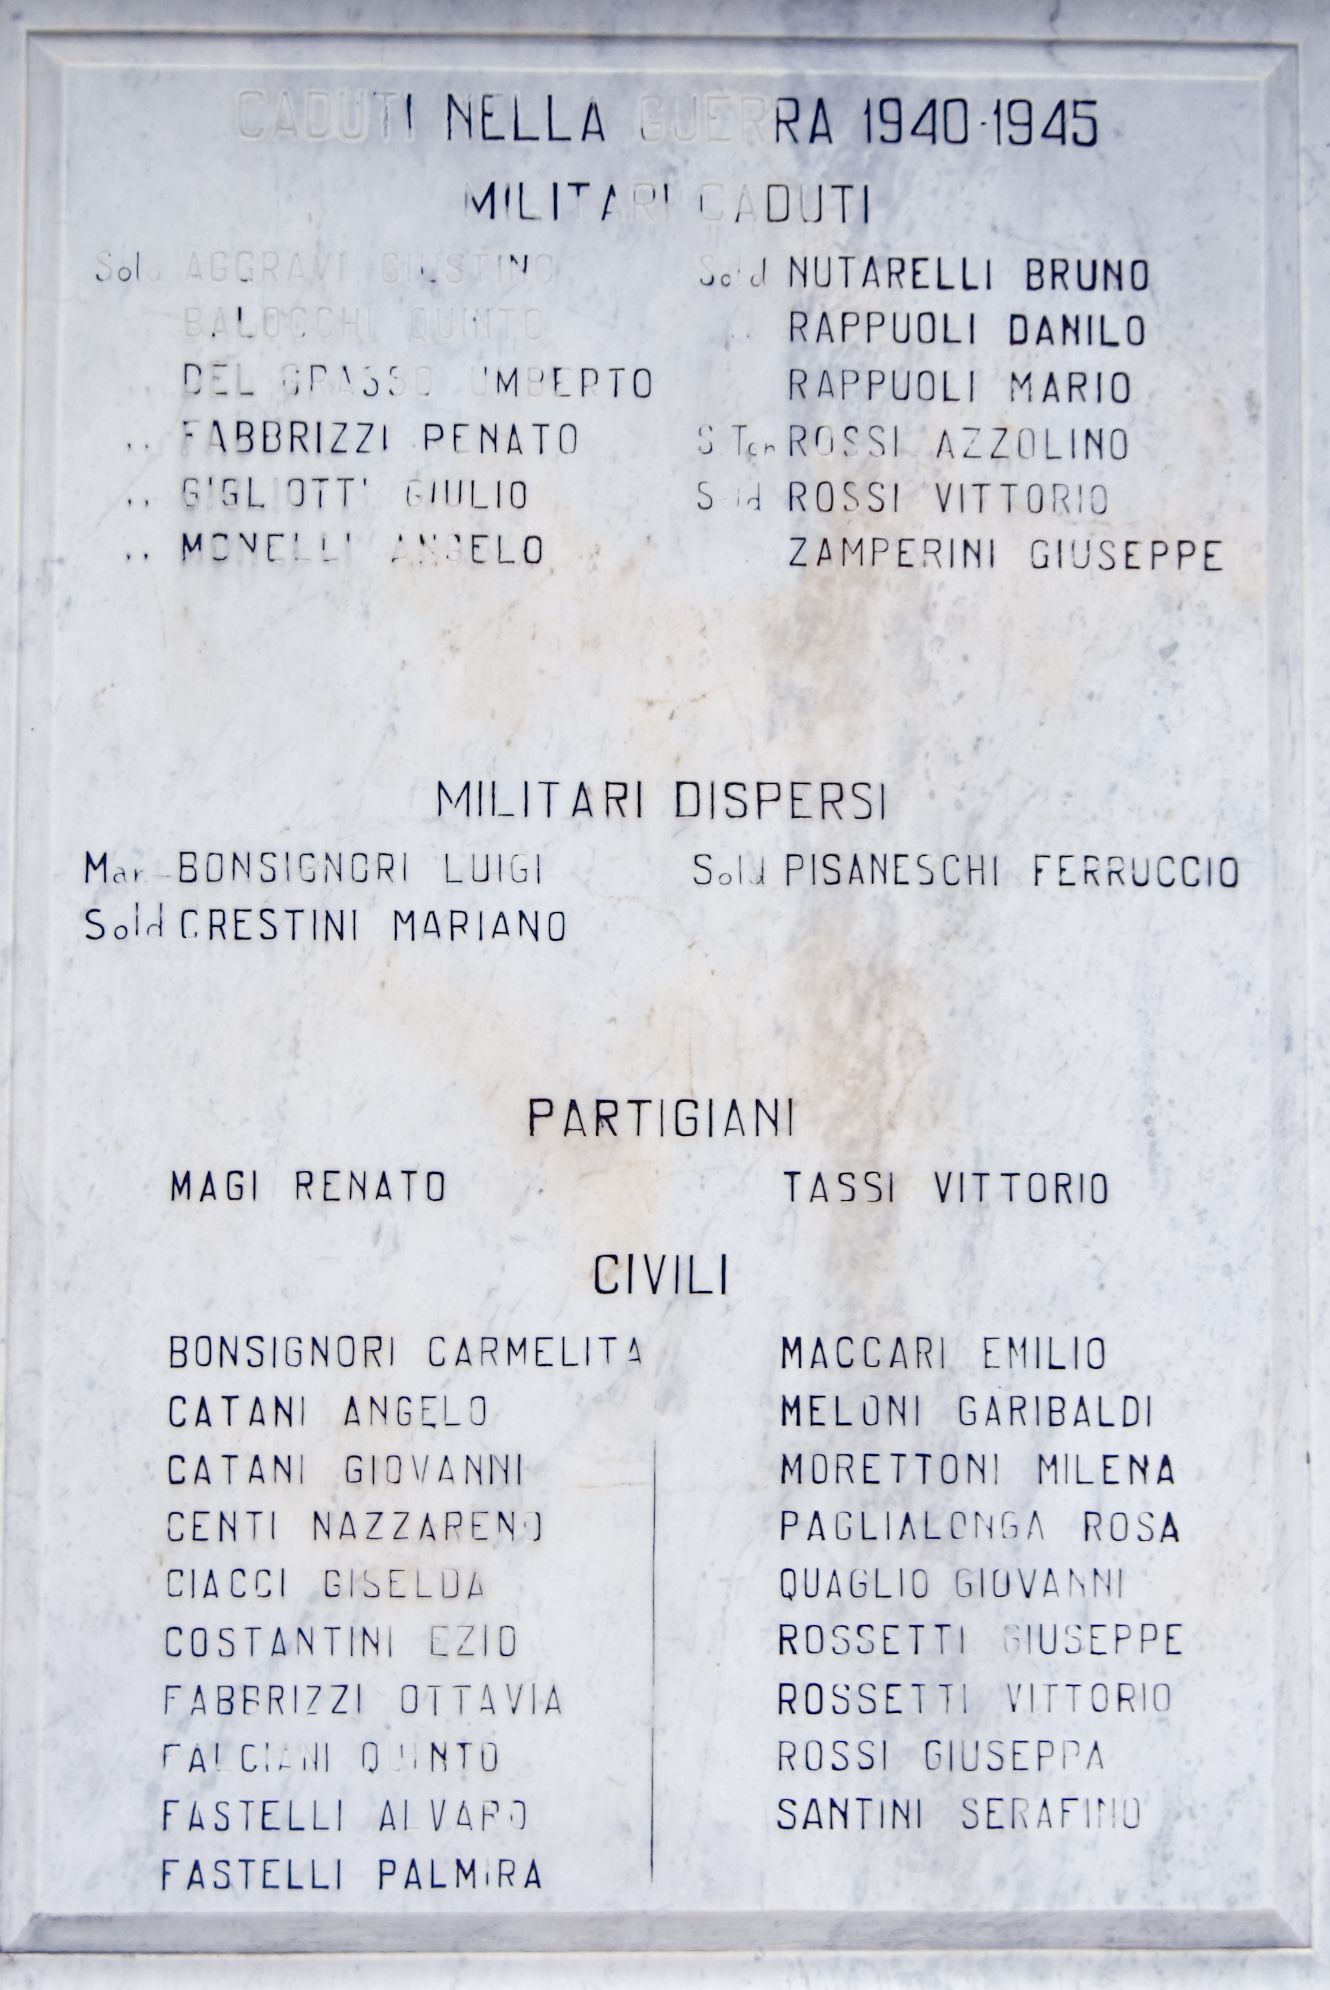 CADUTI NELLA GUERRA 1940-1945
MILITARI CADUTI
Sold AGGRAVI GIUSTINO
BALOCCHI QUINTO
.. DEL GRASSO UMBERTO
.. FABBRIZZI RENATO
.. GIGLIOTTI GIULIO
.. MONELLI ANGELO
Sold NUTARELLI BRUNO
.. RAPPUOLI DANILO
RAPPUOLI MARIO
S Ten ROSSI AZZOLINO
Sold ROSSI VITTORIO
ZAMPERINI GIUSEPPE
MILITARI DISPERSI
Mar BONSIGNORI LUIGI
Sold CRESTINI MARIANO
Sold PISANESCHI FERRUCCIO
PARTIGIANI
MAGI RENATO
TASSI VITTORIO
CIVILI
BONSIGNORI CARMELITA
CATANI ANGELO
CATANI GIOVANNI
CENTI NAZZARENO
CIACCI GISELDA
COSTANTINI EZIO
FABBRIZZI OTTAVIA
FALCIANI QUINTO
FASTELLI ALVARO
FASTELLI PALMIRA
MACCARI EMILIO
MELONI GARIBALDI
MORETTONI MILENA
PAGLIALONGA ROSA
QUAGLIO GIOVANNI
ROSSETTI GIUSEPPE
ROSSETTI VITTORIO
ROSSI GIUSEPPA
SANTINI SERAFINO